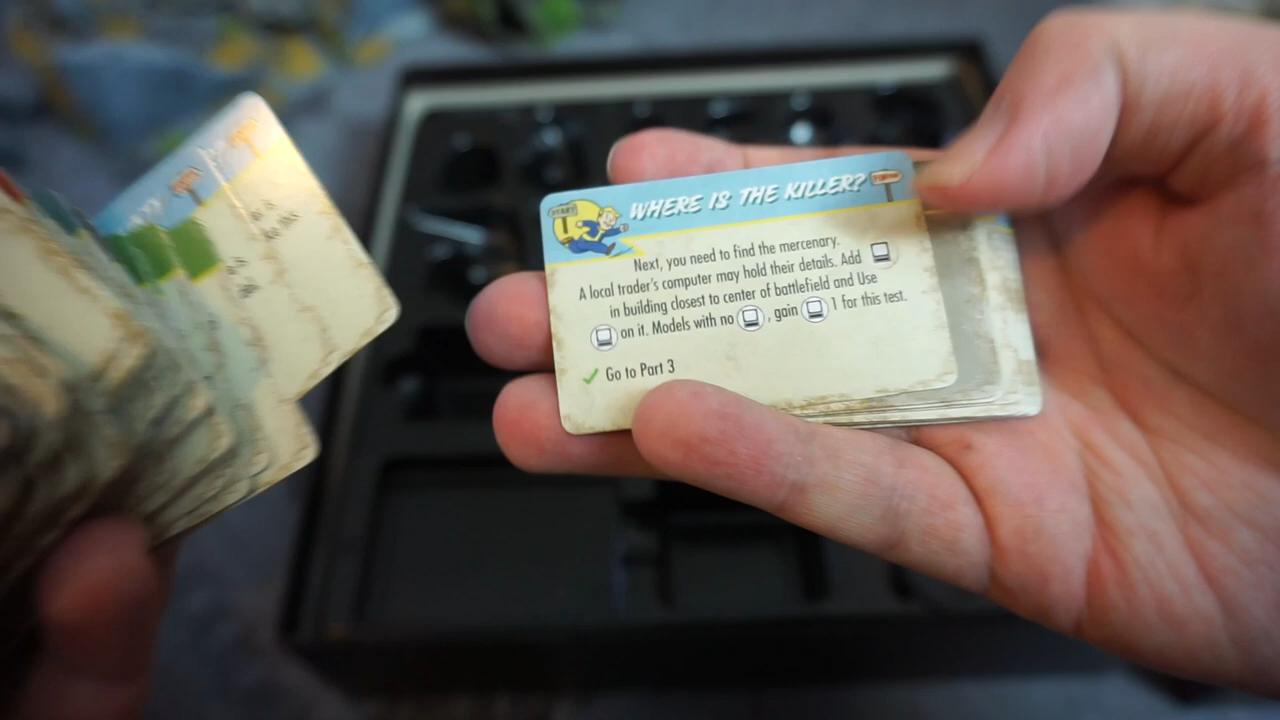 START
WHERE IS THE KILLER?
Next, you need to find the mercenary.
A local trader's computer may hold their details. Add
in building closest to center of battlefield and Use
on it. Models with no , gain 1 for this test.
Go to Part 3